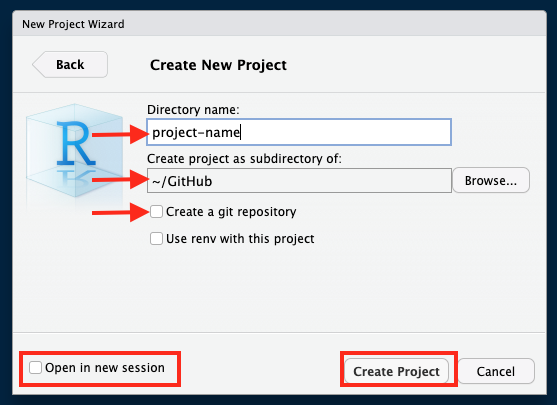 New Project Wizard
Back
Create New Project
R
Directory name:
project-name
Create project as subdirectory of:
~/GitHub
Browse...
Create a git repository
Use renv with this project
Open in new session
Create Project
Cancel